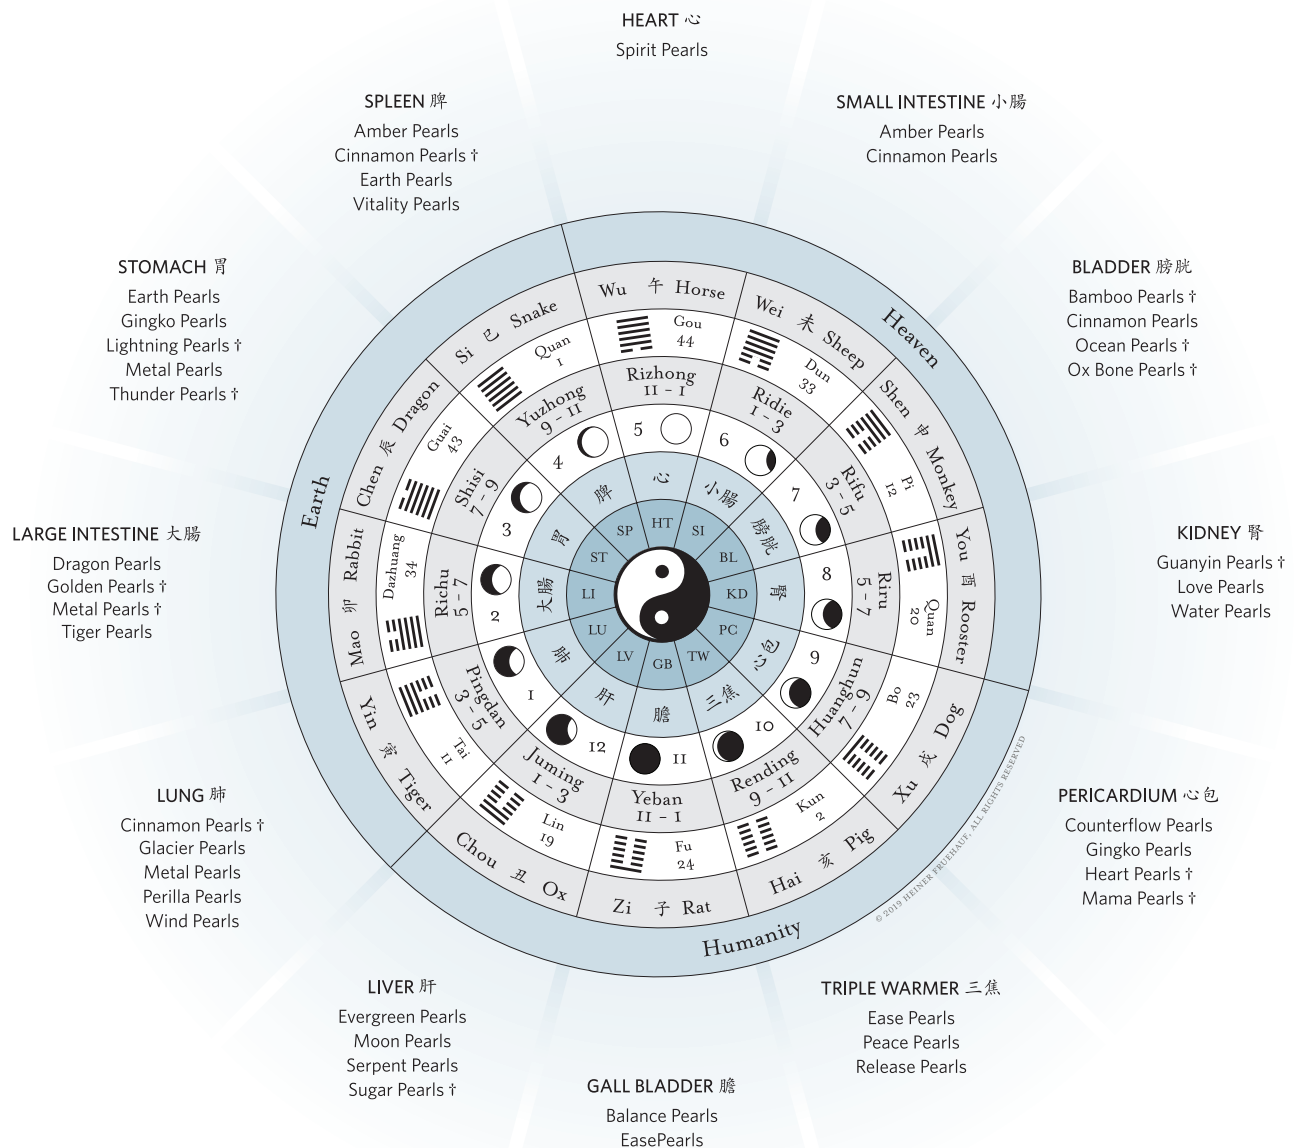 HEART 心
Spirit Pearls
SPLEEN 脾
Amber Pearls
Cinnamon Pearls †
Earth Pearls
Vitality Pearls
SMALL INTESTINE 小腸
Amber Pearls
Cinnamon Pearls
STOMACH 胃
Earth Pearls
Gingko Pearls
Lightning Pearls †
Metal Pearls
Thunder Pearls †
BLADDER 膀胱
Bamboo Pearls †
Cinnamon Pearls
Ocean Pearls †
Ox Bone Pearls †
LARGE INTESTINE 大腸
Dragon Pearls
Golden Pearls †
Metal Pearls †
Tiger Pearls
KIDNEY 腎
Guanyin Pearls †
Love Pearls
Water Pearls
LUNG 肺
Cinnamon Pearls †
Glacier Pearls
Metal Pearls
Perilla Pearls
Wind Pearls
PERICARDIUM 心包
Counterflow Pearls
Gingko Pearls
Heart Pearls †
Mama Pearls †
LIVER 肝
Evergreen Pearls
Moon Pearls
Serpent Pearls
Sugar Pearls †
TRIPLE WARMER 三焦
Ease Pearls
Peace Pearls
Release Pearls
GALL BLADDER 膽
Balance Pearls
EasePearls
Heaven
Earth
Humanity
Wu 午 Horse
Wei 未 Sheep
Shen 申 Monkey
You 酉 Rooster
Xu 戌 Dog
Hai 亥 Pig
Zi 子 Rat
Chou 丑 Ox
Yin 寅 Tiger
Mao 卯 Rabbit
Chen 辰 Dragon
Si 巳 Snake
Gou
44
Dun
33
Pi
12
Quan
20
Bo
23
Kun
2
Fu
24
Lin
19
Tai
11
Dazhuang
34
Guai
43
Quan
1
Rizhong
11 - 1
Ridie
1 - 3
Rifu
3 - 5
Riru
5 - 7
Huanghun
7 - 9
Rending
9 - 11
Yeban
11 - 1
Juming
1 - 3
Pingdan
3 - 5
Richu
5 - 7
Shisi
7 - 9
Yuzhong
9 - 11
5
6
7
8
9
10
11
12
1
2
3
4
心
小腸
膀胱
腎
心包
三焦
膽
肝
肺
大腸
胃
脾
HT
SI
BL
KD
PC
TW
GB
LV
LU
LI
ST
SP
© 2019 HEINER FRUEHAUF, ALL RIGHTS RESERVED